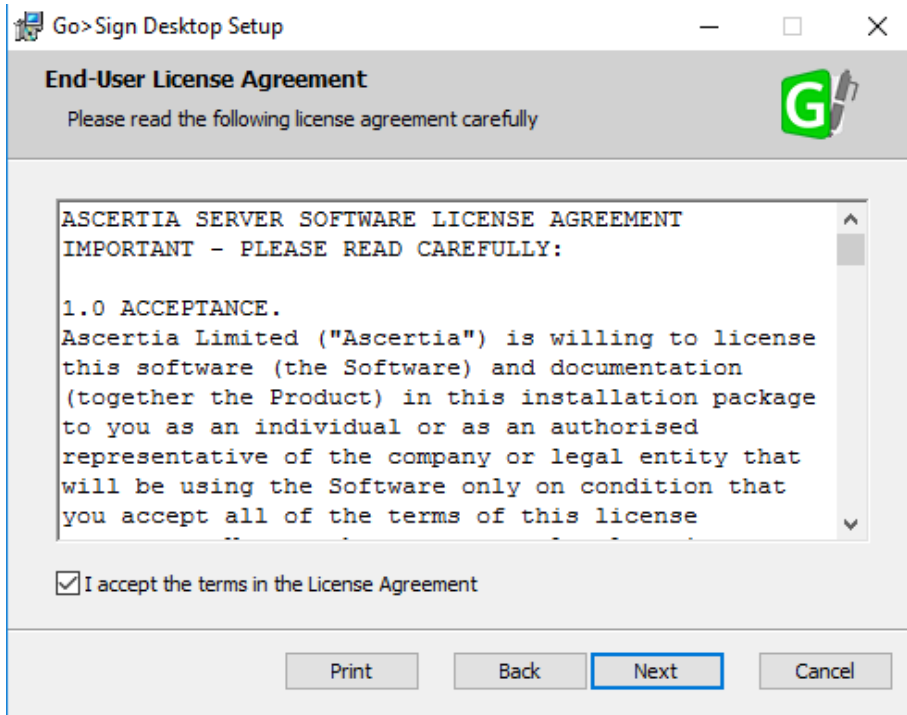 Go>Sign Desktop Setup
End-User License Agreement
Please read the following license agreement carefully
G
ASCERTIA SERVER SOFTWARE LICENSE AGREEMENT
IMPORTANT - PLEASE READ CAREFULLY:
1.0 ACCEPTANCE.
Ascertia Limited ("Ascertia") is willing to license
this software (the Software) and documentation
(together the Product) in this installation package
to you as an individual or as an authorised
representative of the company or legal entity that
will be using the Software only on condition that
you accept all of the terms of this license
I accept the terms in the License Agreement
Print
Back
Next
Cancel